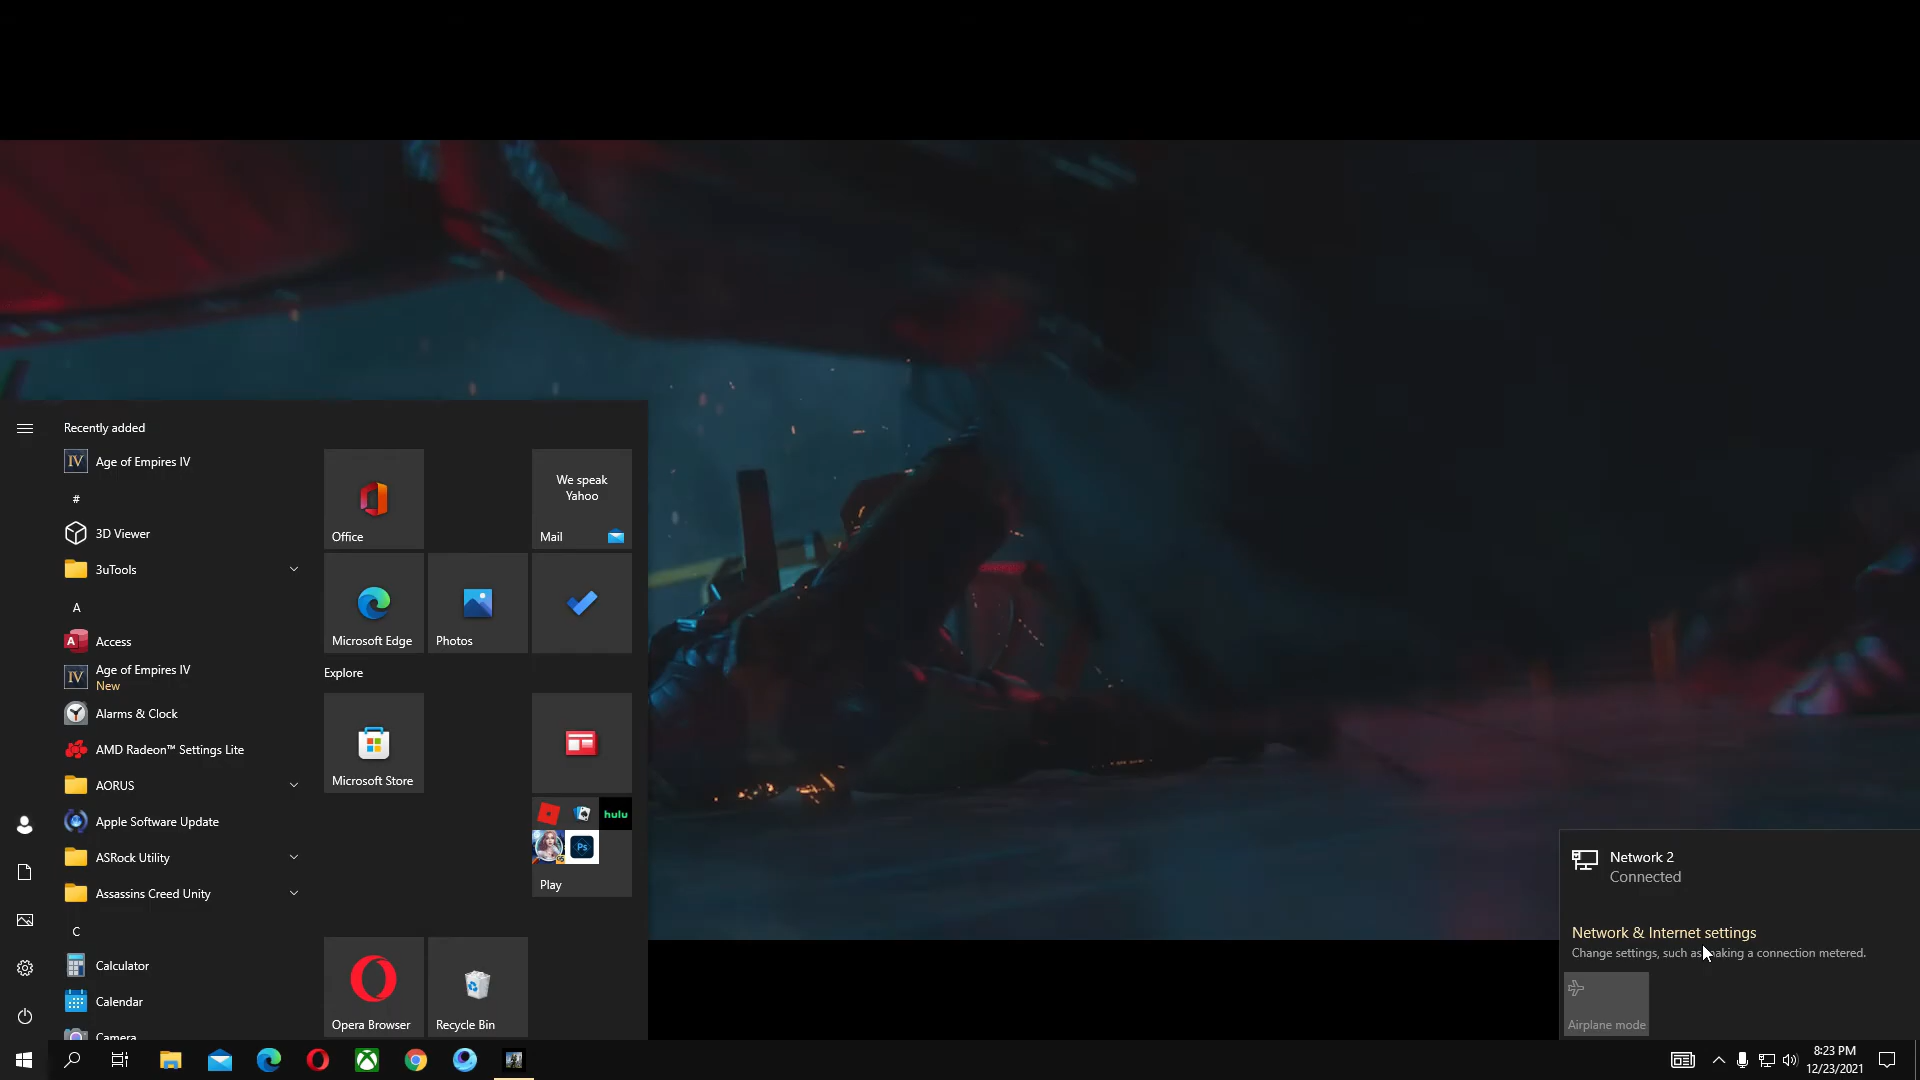 Recently added
Age of Empires IV
#
3D Viewer
3uTools
A
Access
Age of Empires IV
New
Alarms & Clock
AMD Radeon™ Settings Lite
AORUS
Apple Software Update
ASRock Utility
Assassins Creed Unity
C
Calculator
Calendar
Camera
Office
We speak
Yahoo
Mail
Microsoft Edge
Photos
Explore
Microsoft Store
hulu
Ps
Play
Opera Browser
Recycle Bin
Network 2
Connected
Network & Internet settings
Change settings, such as making a connection metered.
Airplane mode
8:23 PM
12/23/2021